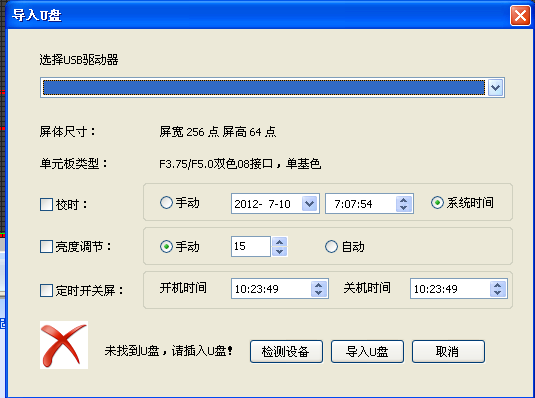 导入U盘
选择USB驱动器
屏体尺寸： 屏宽 256 点 屏高 64 点
单元板类型： F3.75/F5.0双色08接口，单基色
校时： 手动 2012- 7-10 7:07:54 系统时间
亮度调节： 手动 15 自动
定时开关屏： 开机时间 10:23:49 关机时间 10:23:49
未找到U盘，请插入U盘! 检测设备 导入U盘 取消